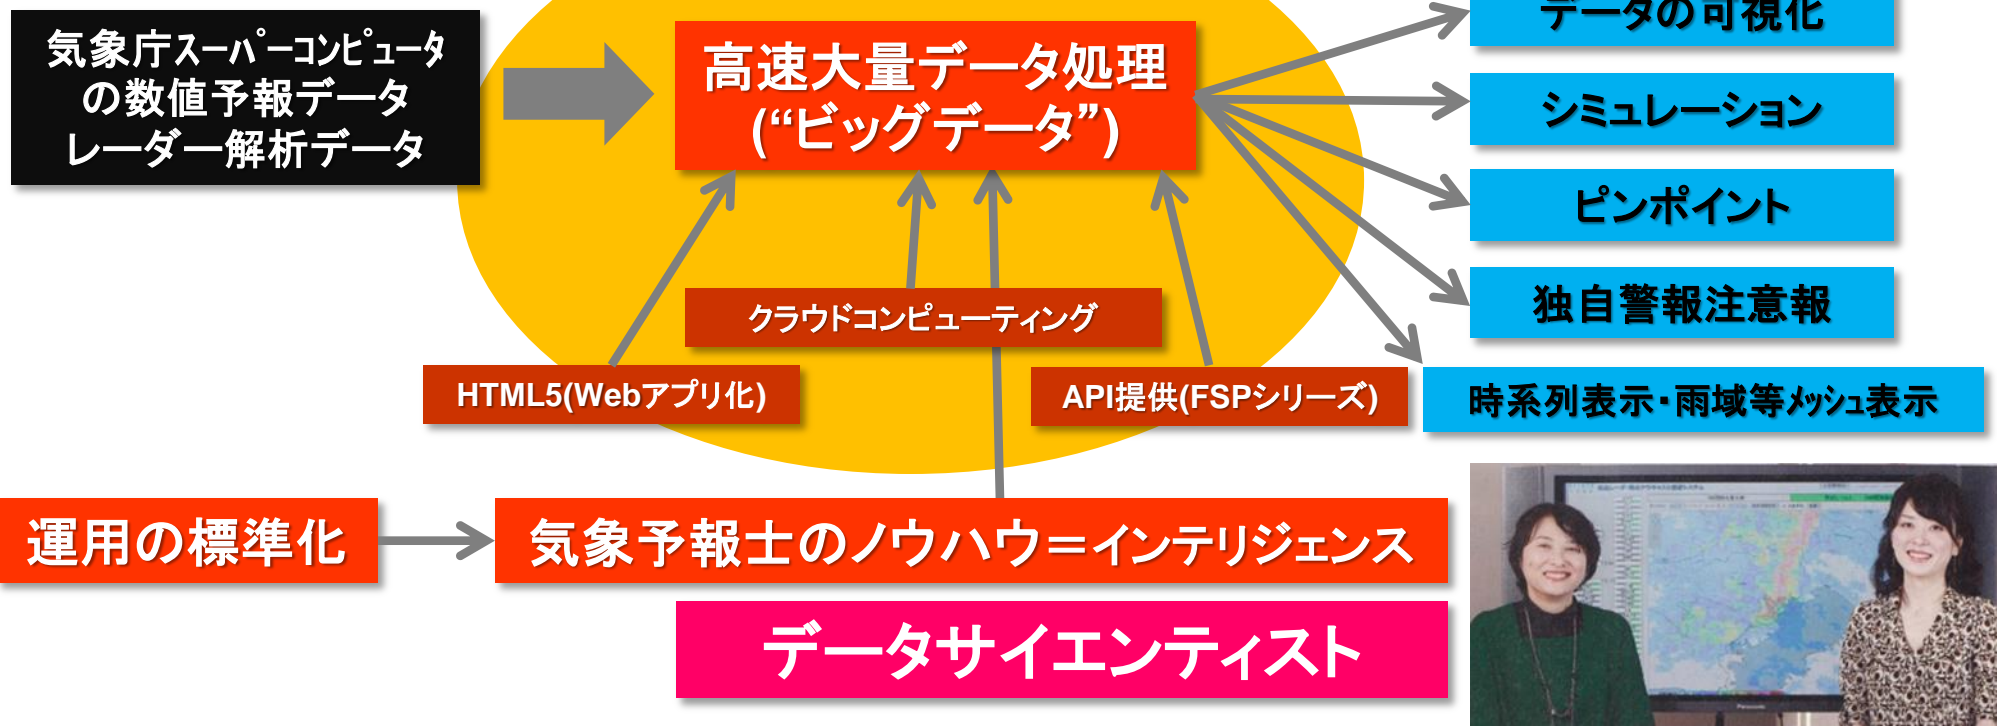 気象庁ｽｰﾊﾟｰｺﾝﾋﾟｭｰﾀ
の数値予報データ
レーダー解析データ
高速大量データ処理
(“ビッグデータ”)
データの可視化
シミュレーション
ピンポイント
独自警報注意報
時系列表示・雨域等ﾒｯｼｭ表示
クラウドコンピューティング
HTML5(Webアプリ化)
API提供(FSPシリーズ)
運用の標準化
気象予報士のノウハウ＝インテリジェンス
データサイエンティスト
Panasonic